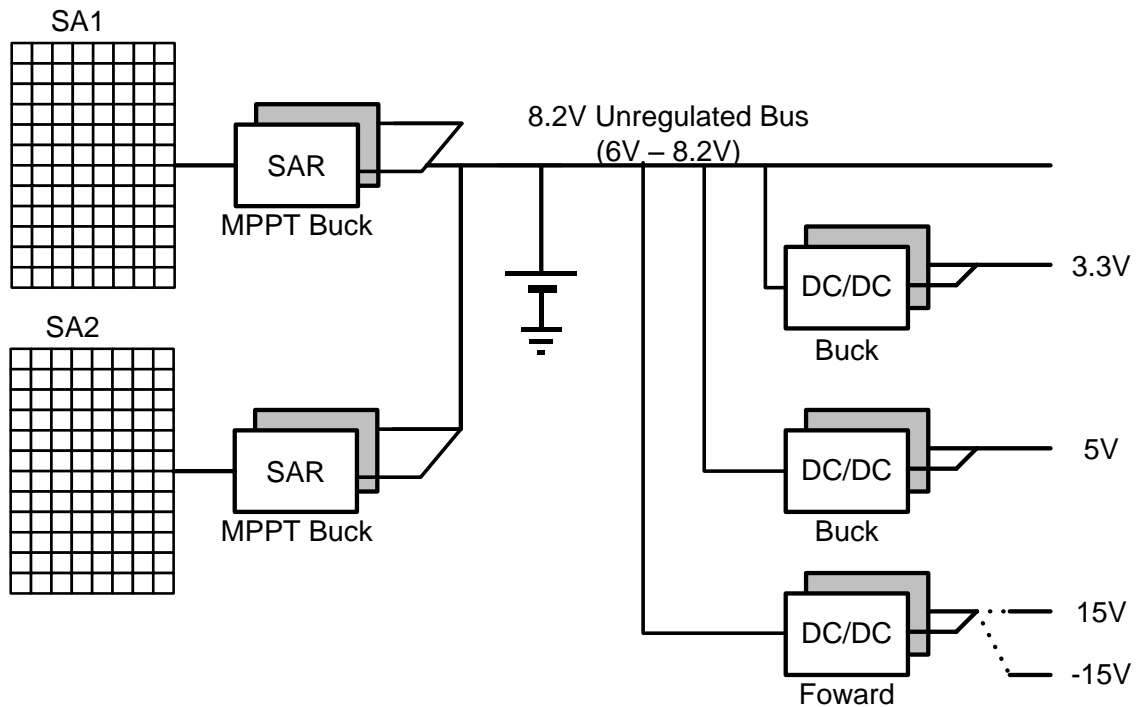 SA1
SAR
MPPT Buck
8.2V Unregulated Bus
(6V – 8.2V)
DC/DC
Buck
3.3V
SA2
SAR
MPPT Buck
DC/DC
Buck
5V
DC/DC
Foward
15V
-15V